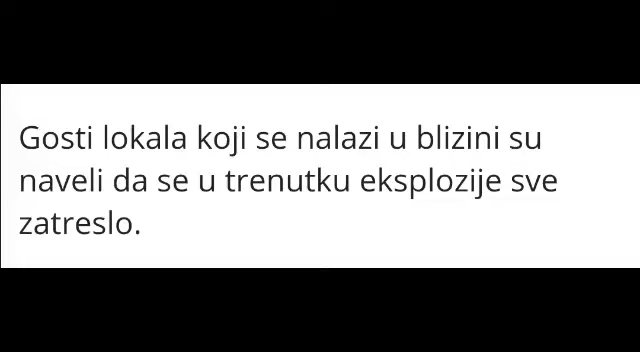 Gosti lokala koji se nalazi u blizini su
naveli da se u trenutku eksplozije sve
zatreslo.